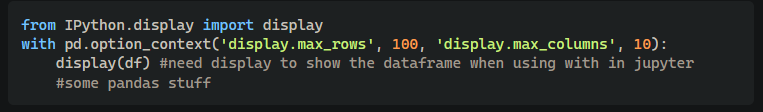 from IPython.display import display
with pd.option_context('display.max_rows', 100, 'display.max_columns', 10):
    display(df) #need display to show the dataframe when using with in jupyter
    #some pandas stuff